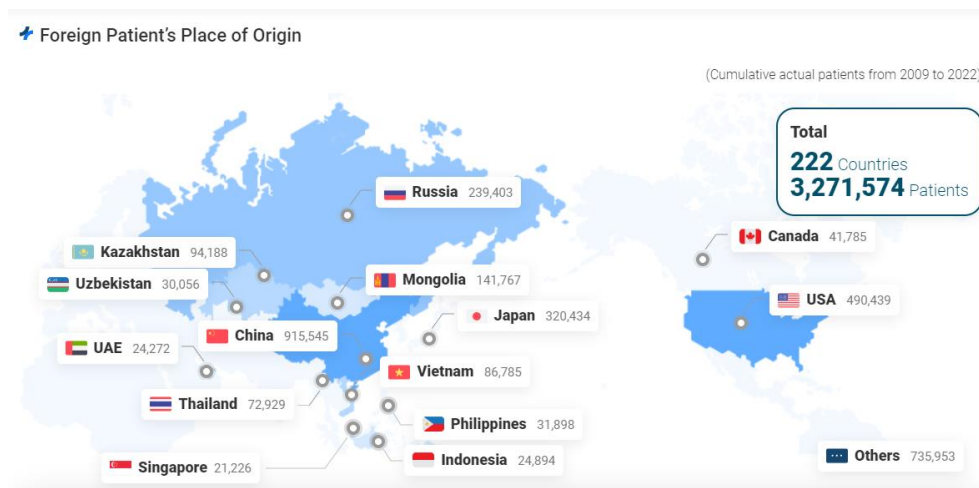 Foreign Patient's Place of Origin
(Cumulative actual patients from 2009 to 2022)
Total
222 Countries
3,271,574 Patients
Russia 239,403
Canada 41,785
Kazakhstan 94,188
Mongolia 141,767
Uzbekistan 30,056
USA 490,439
Japan 320,434
China 915,545
UAE 24,272
Vietnam 86,785
Thailand 72,929
Philippines 31,898
Others 735,953
Indonesia 24,894
Singapore 21,226